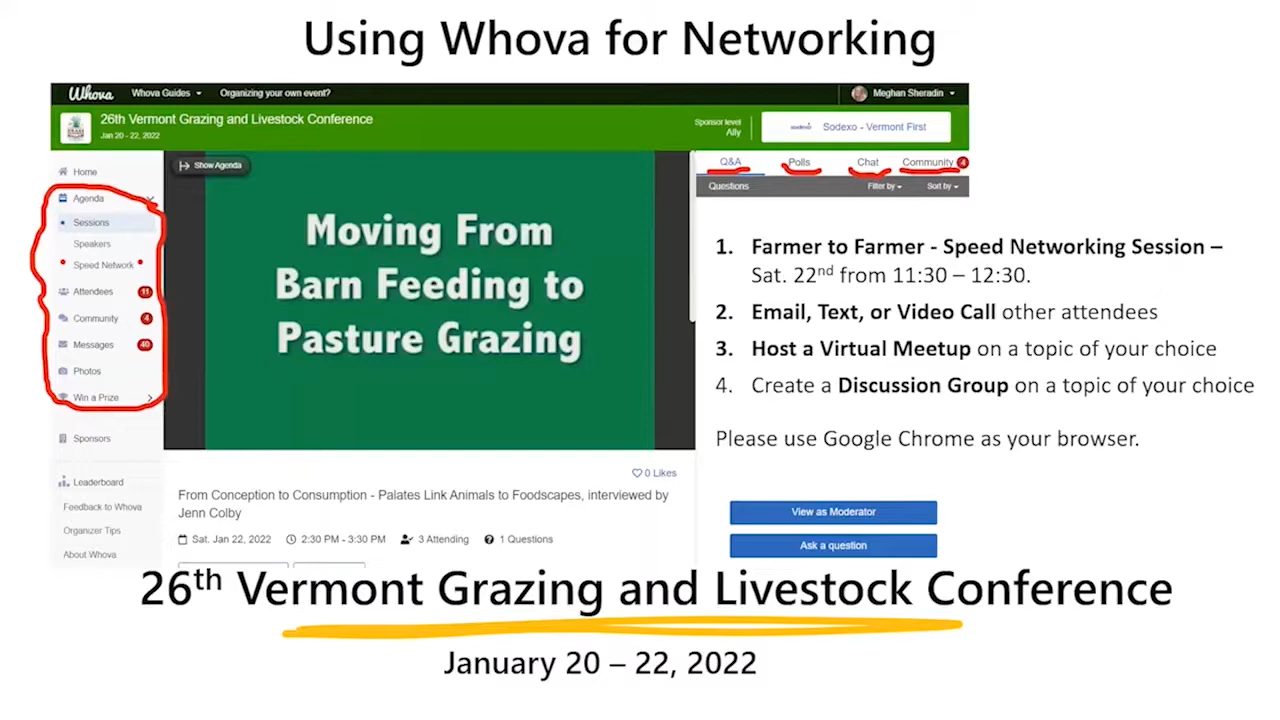 Using Whova for Networking
Whova
Whova Guides
Organizing your own event?
Meghan Sheradin
26th Vermont Grazing and Livestock Conference
Jan 20 - 22, 2022
Sponsor level
Ally
Sodexo - Vermont First
Home
Agenda
Sessions
Speakers
Speed Network
Attendees 11
Community 4
Messages 40
Photos
Win a Prize
Sponsors
Leaderboard
Feedback to Whova
Organizer Tips
About Whova
Show Agenda
Moving From
Barn Feeding to
Pasture Grazing
0 Likes
From Conception to Consumption - Palates Link Animals to Foodscapes, interviewed by
Jenn Colby
Sat. Jan 22, 2022 2:30 PM - 3:30 PM 3 Attending 1 Questions
Q&A Polls Chat Community 4
Questions Filter by Sort by
1. Farmer to Farmer - Speed Networking Session –
Sat. 22nd from 11:30 – 12:30.
2. Email, Text, or Video Call other attendees
3. Host a Virtual Meetup on a topic of your choice
4. Create a Discussion Group on a topic of your choice
Please use Google Chrome as your browser.
View as Moderator
Ask a question
26th Vermont Grazing and Livestock Conference
January 20 – 22, 2022